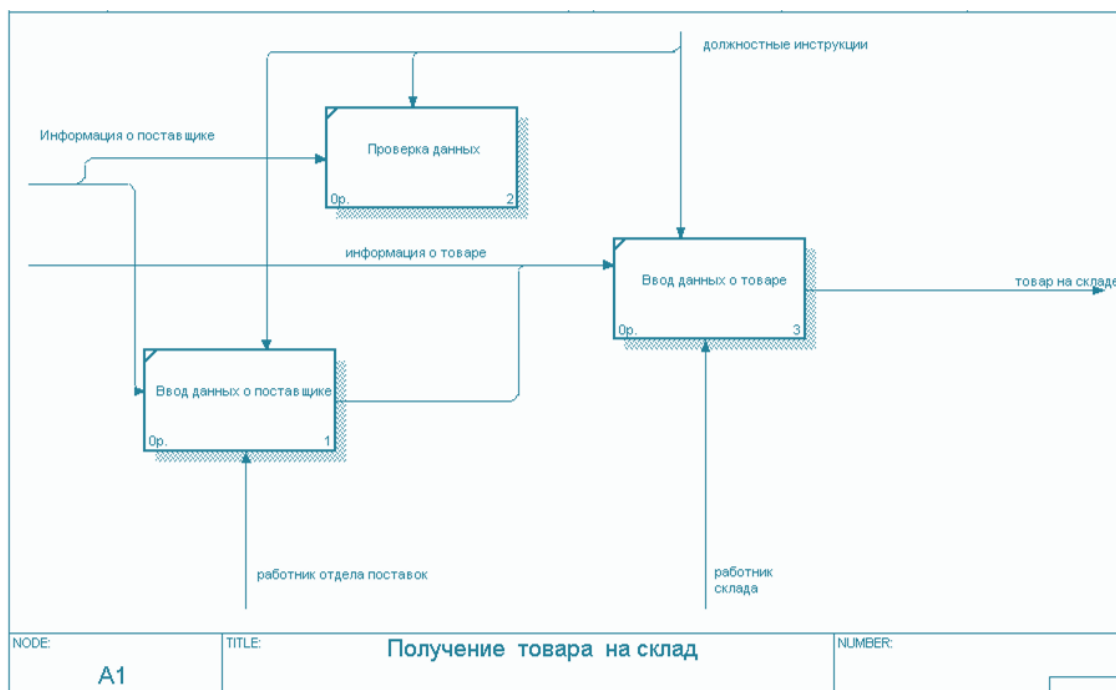 должностные инструкции
Информация о поставщике
Проверка данных
0р. 2
информация о товаре
Ввод данных о товаре
товар на складе
0р. 3
Ввод данных о поставщике
0р. 1
работник отдела поставок
работник
склада
NODE:
A1
TITLE:
Получение товара на склад
NUMBER: